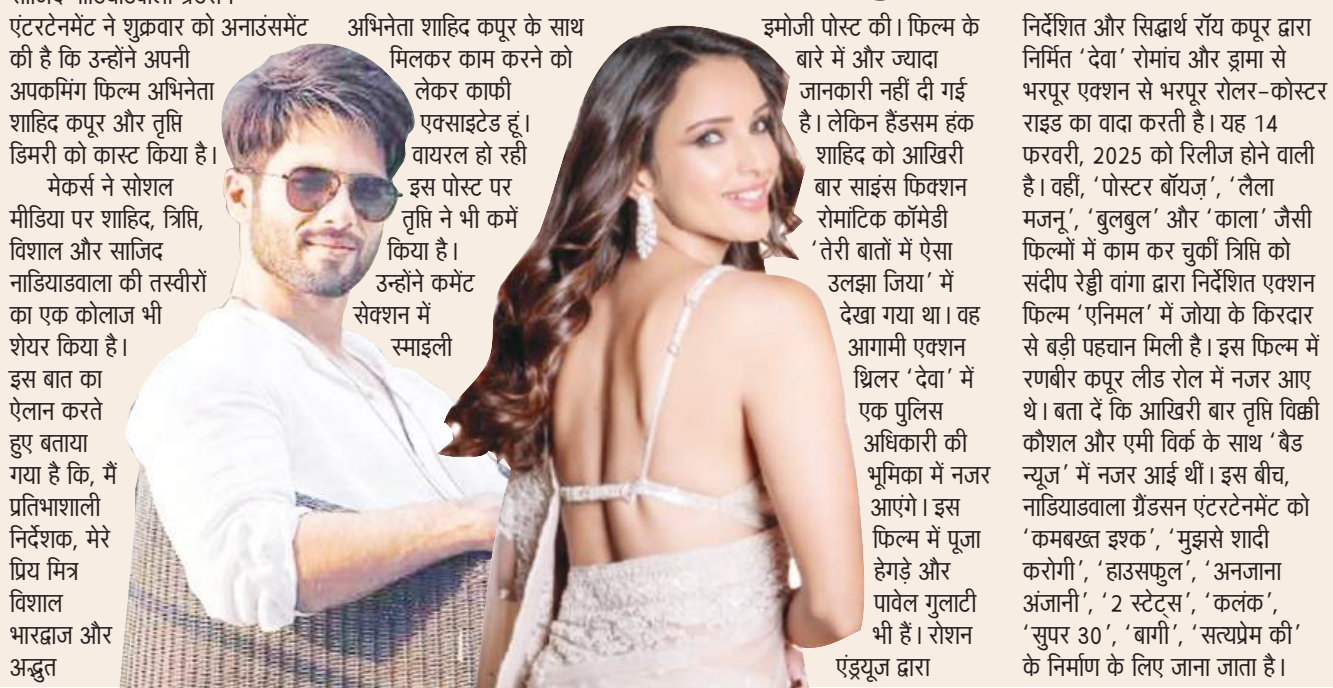 एंटरटेनमेंट ने शुक्रवार को अनाउंसमेंट
की है कि उन्होंने अपनी
अपकमिंग फिल्म अभिनेता
शाहिद कपूर और तृप्ति
डिमरी को कास्ट किया है।
मेकर्स ने सोशल
मीडिया पर शाहिद, त्रिप्ति,
विशाल और साजिद
नाडियाडवाला की तस्वीरों
का एक कोलाज भी
शेयर किया है।
इस बात का
ऐलान करते
हुए बताया
गया है कि, मैं
प्रतिभाशाली
निर्देशक, मेरे
प्रिय मित्र
विशाल
भारद्वाज और
अद्भुत
अभिनेता शाहिद कपूर के साथ
मिलकर काम करने को
लेकर काफी
एक्साइटेड हूं।
वायरल हो रही
इस पोस्ट पर
तृप्ति ने भी कमें
किया है।
उन्होंने कमेंट
सेक्शन में
स्माइली
इमोजी पोस्ट की। फिल्म के
बारे में और ज्यादा
जानकारी नहीं दी गई
है। लेकिन हैंडसम हंक
शाहिद को आखिरी
बार साइंस फिक्शन
रोमांटिक कॉमेडी
‘तेरी बातों में ऐसा
उलझा जिया’ में
देखा गया था। वह
आगामी एक्शन
थ्रिलर ‘देवा’ में
एक पुलिस
अधिकारी की
भूमिका में नजर
आएंगे। इस
फिल्म में पूजा
हेगड़े और
पावेल गुलाटी
भी हैं। रोशन
एंड्रयूज द्वारा
निर्देशित और सिद्धार्थ रॉय कपूर द्वारा
निर्मित ‘देवा’ रोमांच और ड्रामा से
भरपूर एक्शन से भरपूर रोलर-कोस्टर
राइड का वादा करती है। यह 14
फरवरी, 2025 को रिलीज होने वाली
है। वहीं, ‘पोस्टर बॉयज़’, ‘लैला
मजनू’, ‘बुलबुल’ और ‘काला’ जैसी
फिल्मों में काम कर चुकीं त्रिप्ति को
संदीप रेड्डी वांगा द्वारा निर्देशित एक्शन
फिल्म ‘एनिमल’ में जोया के किरदार
से बड़ी पहचान मिली है। इस फिल्म में
रणबीर कपूर लीड रोल में नजर आए
थे। बता दें कि आखिरी बार तृप्ति विक्की
कौशल और एमी विर्क के साथ ‘बैड
न्यूज’ में नजर आई थीं। इस बीच,
नाडियाडवाला ग्रैंडसन एंटरटेनमेंट को
‘कमबख्त इश्क’, ‘मुझसे शादी
करोगी’, ‘हाउसफुल’, ‘अनजाना
अंजानी’, ‘2 स्टेट्स’, ‘कलंक’,
‘सुपर 30’, ‘बागी’, ‘सत्यप्रेम की’
के निर्माण के लिए जाना जाता है।